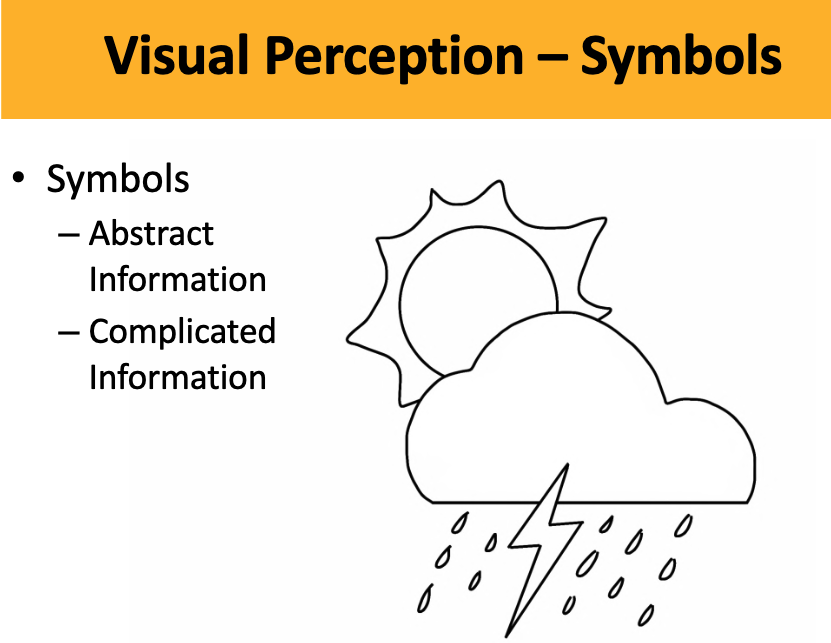 Visual Perception – Symbols
• Symbols
– Abstract
Information
– Complicated
Information